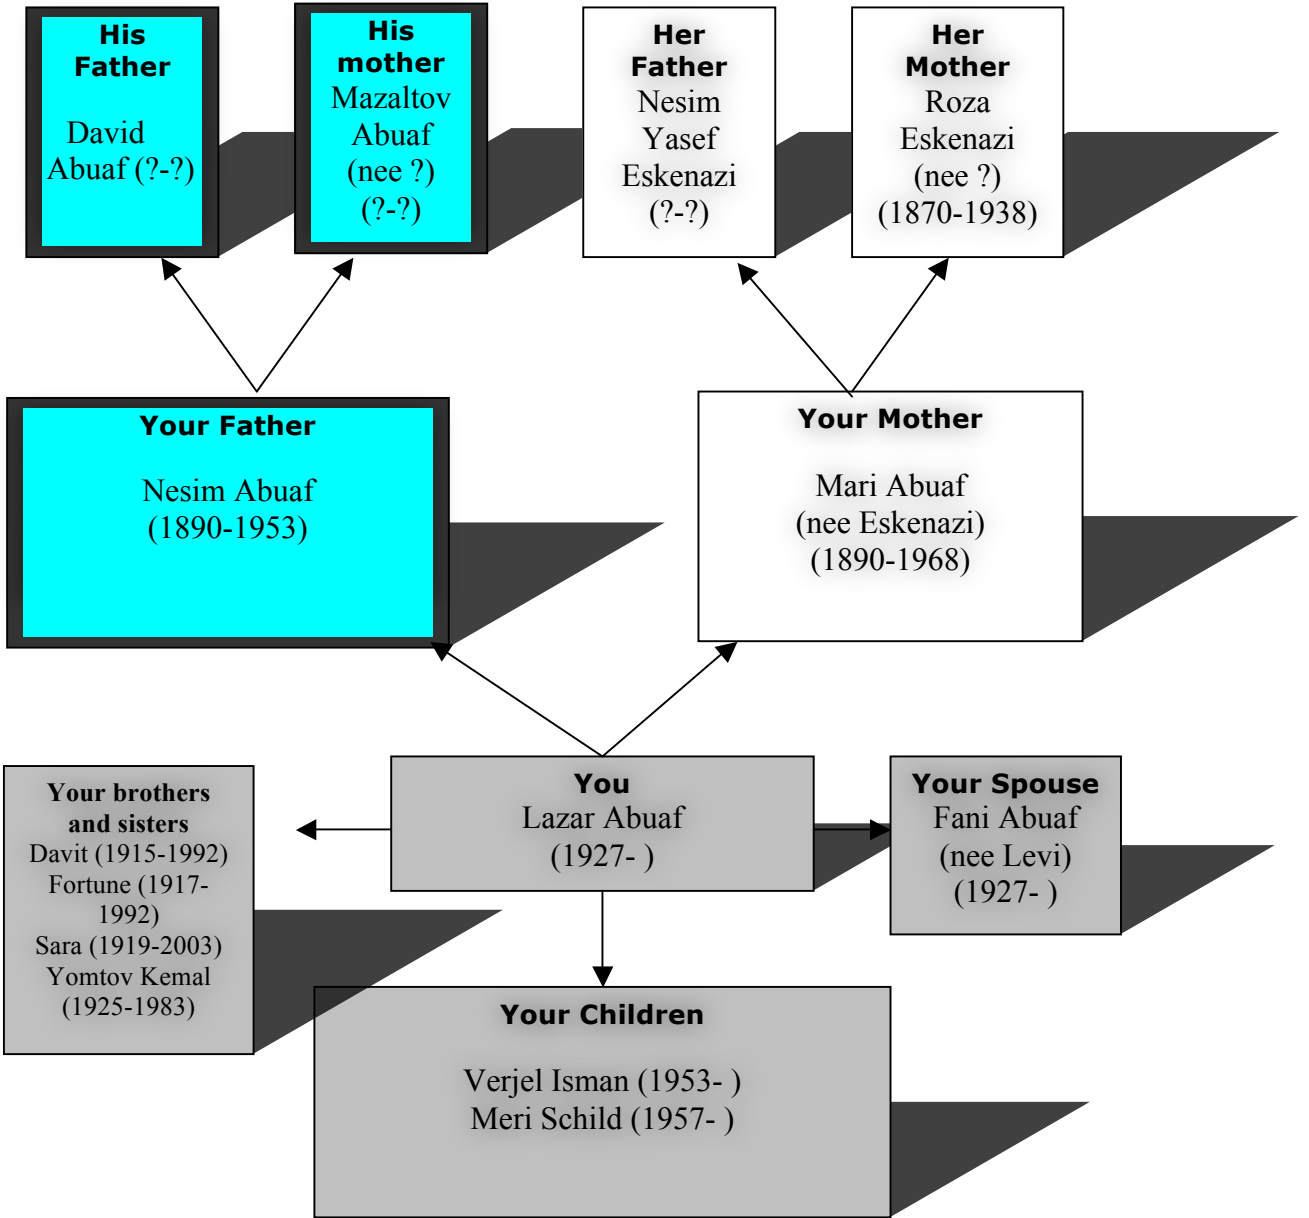 His
Father
David
Abuaf (?-?)
His
mother
Mazaltov
Abuaf
(nee ?)
(?-?)
Her
Father
Nesim
Yasef
Eskenazi
(?-?)
Her
Mother
Roza
Eskenazi
(nee ?)
(1870-1938)
Your Father
Nesim Abuaf
(1890-1953)
Your Mother
Mari Abuaf
(nee Eskenazi)
(1890-1968)
Your brothers
and sisters
Davit (1915-1992)
Fortune (1917-
1992)
Sara (1919-2003)
Yomtov Kemal
(1925-1983)
You
Lazar Abuaf
(1927- )
Your Spouse
Fani Abuaf
(nee Levi)
(1927- )
Your Children
Verjel Isman (1953- )
Meri Schild (1957- )